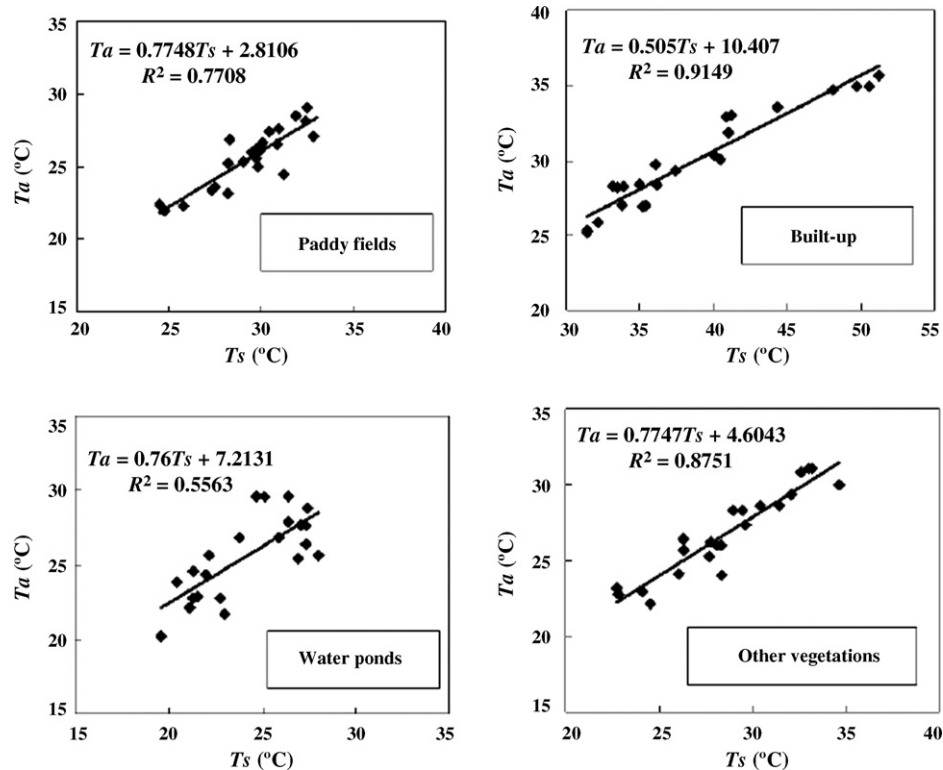 35
30
25
20
15
Ta (ºC)
Ta = 0.7748Ts + 2.8106
R² = 0.7708
Paddy fields
20 25 30 35 40
Ts (ºC)
40
35
30
25
20
Ta (ºC)
Ta = 0.505Ts + 10.407
R² = 0.9149
Built-up
30 35 40 45 50 55
Ts (ºC)
35
30
25
20
15
Ta (ºC)
Ta = 0.76Ts + 7.2131
R² = 0.5563
Water ponds
15 20 25 30 35
Ts (ºC)
35
30
25
20
15
Ta (ºC)
Ta = 0.7747Ts + 4.6043
R² = 0.8751
Other vegetations
20 25 30 35 40
Ts (ºC)